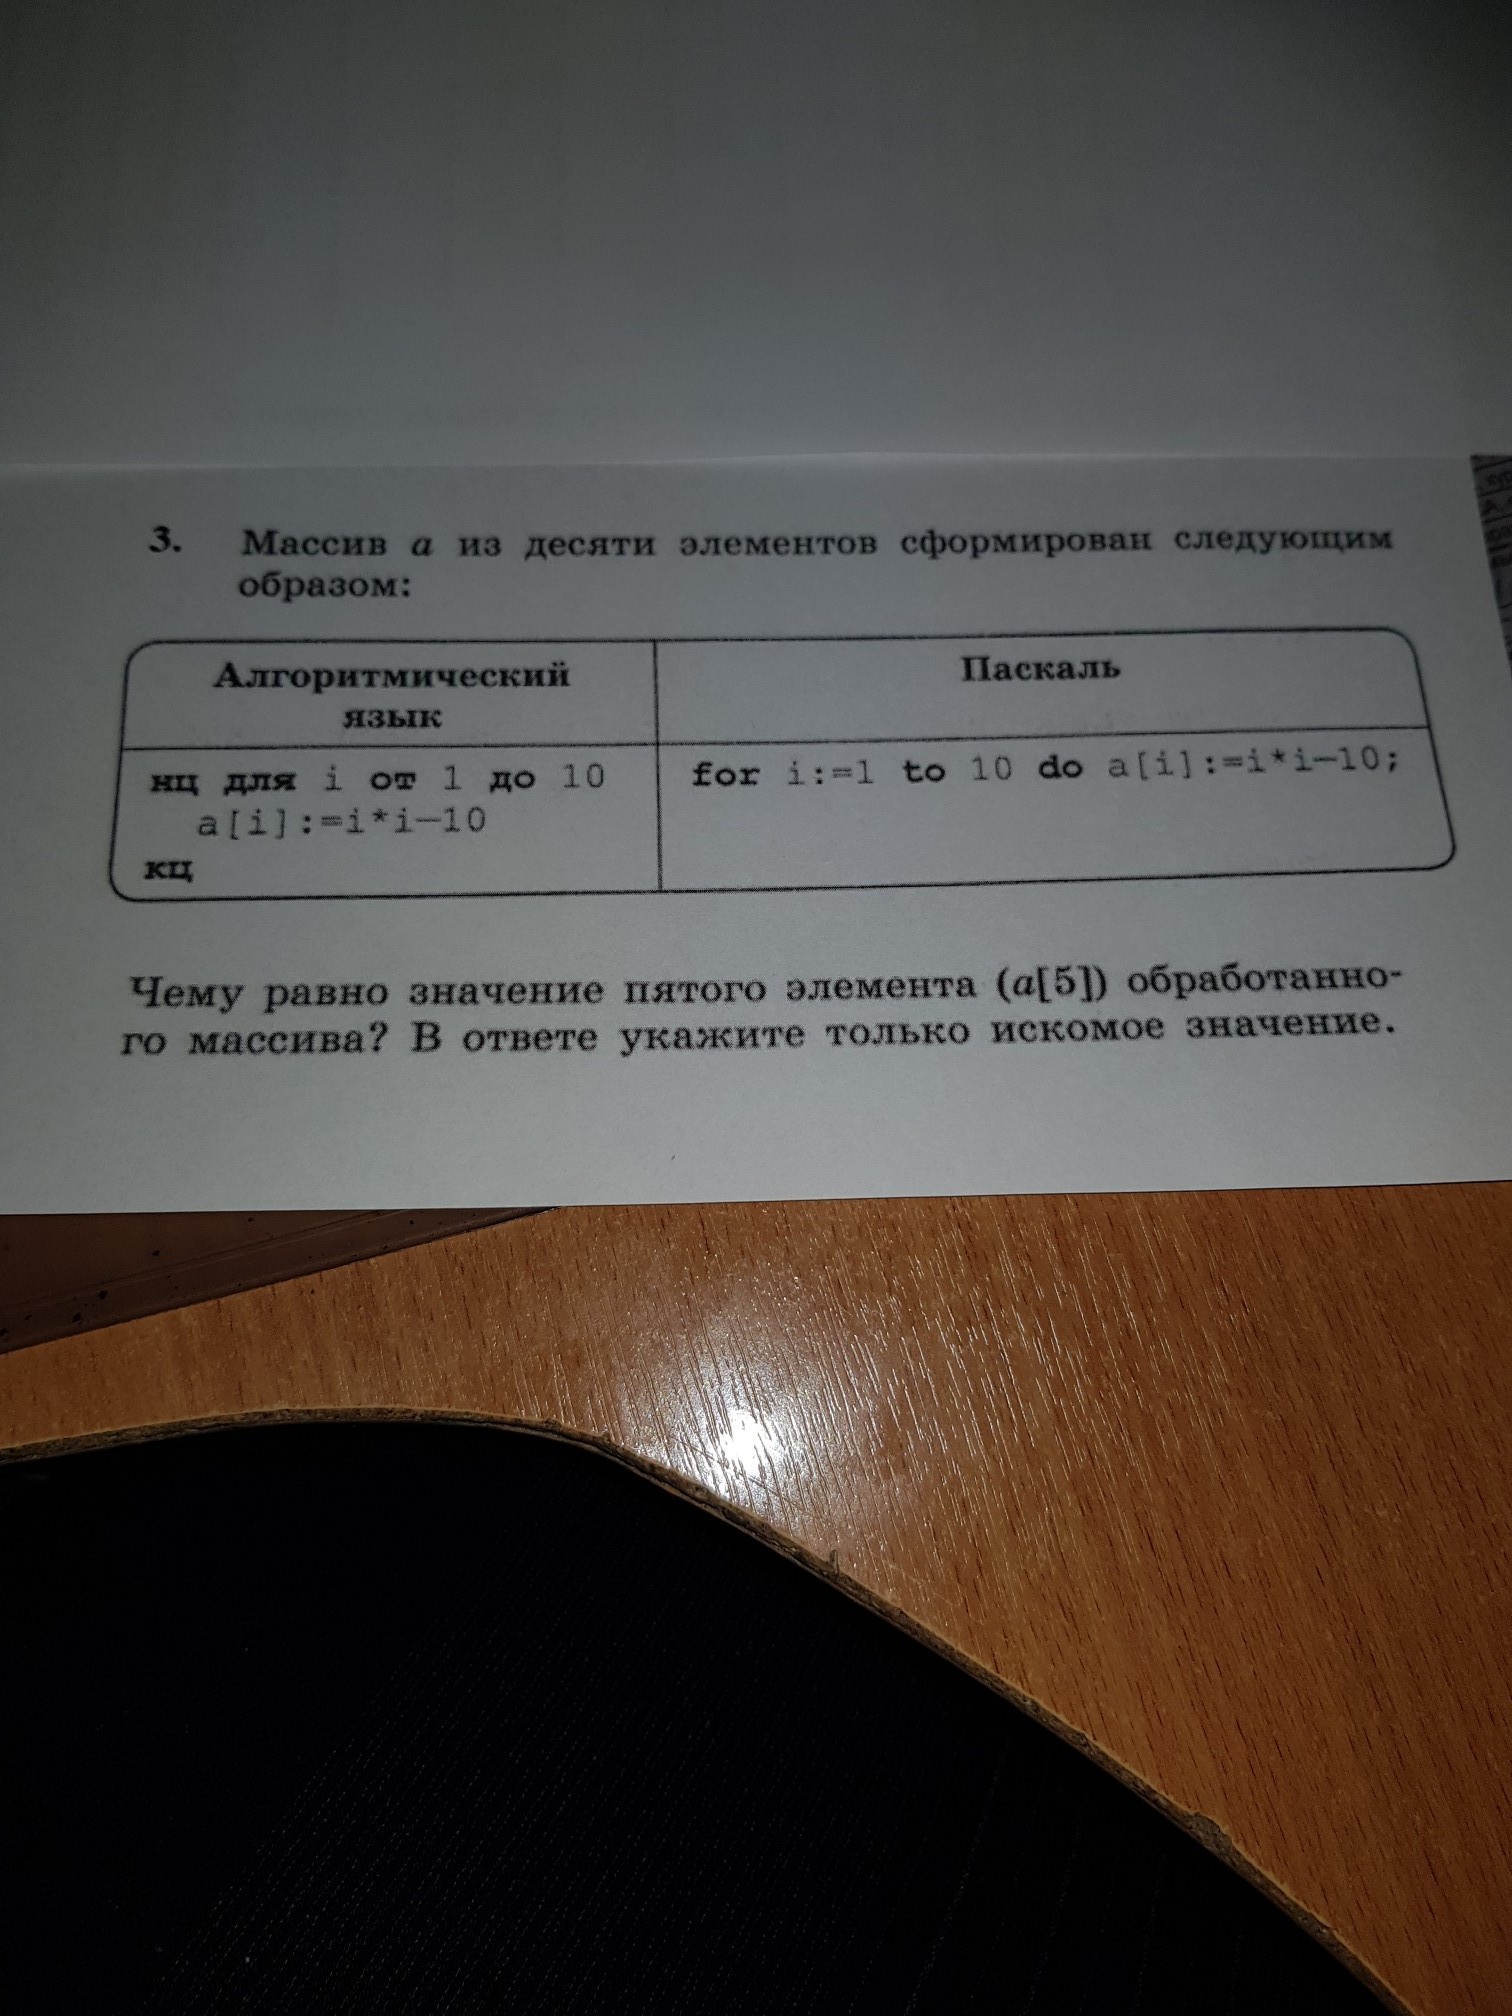 3. Массив a из десяти элементов сформирован следующим
образом:
Алгоритмический
язык
Паскаль
нц для i от 1 до 10
a[i]:=i*i–10
кц
for i:=1 to 10 do a[i]:=i*i–10;
Чему равно значение пятого элемента (a[5]) обработанно-
го массива? В ответе укажите только искомое значение.